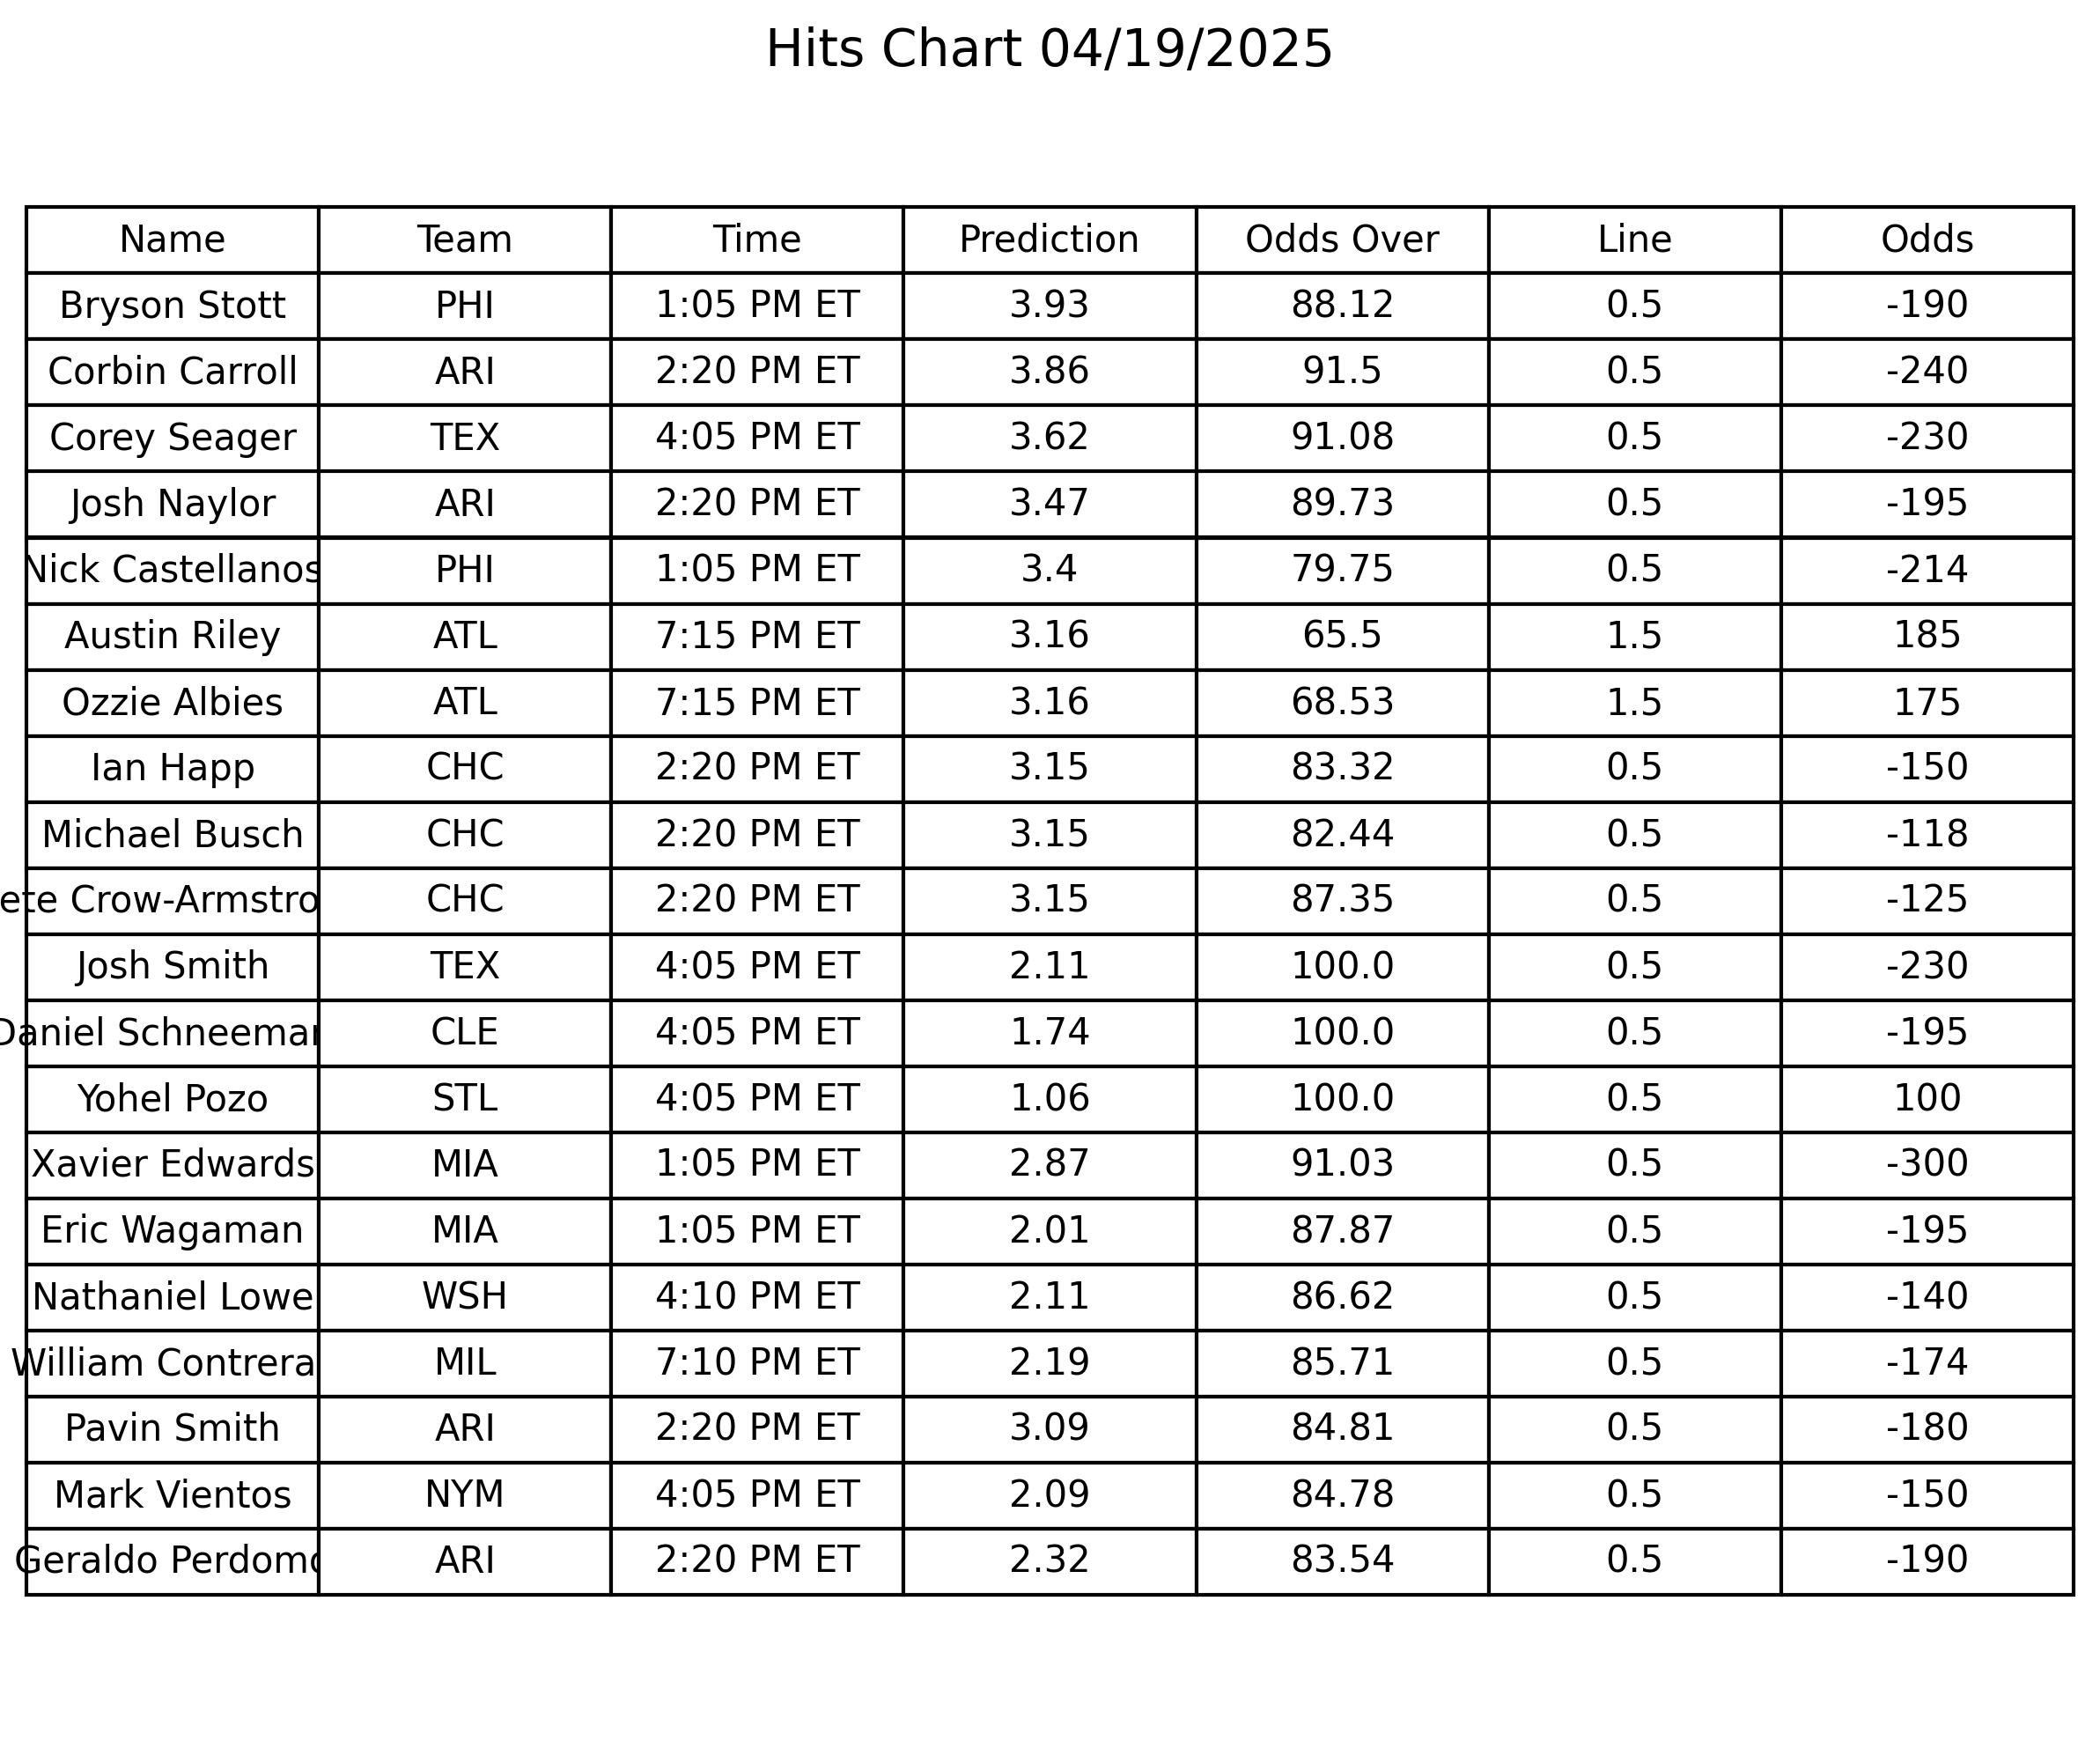 Hits Chart 04/19/2025
Name Team Time Prediction Odds Over Line Odds
Bryson Stott PHI 1:05 PM ET 3.93 88.12 0.5 -190
Corbin Carroll ARI 2:20 PM ET 3.86 91.5 0.5 -240
Corey Seager TEX 4:05 PM ET 3.62 91.08 0.5 -230
Josh Naylor ARI 2:20 PM ET 3.47 89.73 0.5 -195
Nick Castellanos PHI 1:05 PM ET 3.4 79.75 0.5 -214
Austin Riley ATL 7:15 PM ET 3.16 65.5 1.5 185
Ozzie Albies ATL 7:15 PM ET 3.16 68.53 1.5 175
Ian Happ CHC 2:20 PM ET 3.15 83.32 0.5 -150
Michael Busch CHC 2:20 PM ET 3.15 82.44 0.5 -118
ete Crow-Armstro CHC 2:20 PM ET 3.15 87.35 0.5 -125
Josh Smith TEX 4:05 PM ET 2.11 100.0 0.5 -230
Daniel Schneeman CLE 4:05 PM ET 1.74 100.0 0.5 -195
Yohel Pozo STL 4:05 PM ET 1.06 100.0 0.5 100
Xavier Edwards MIA 1:05 PM ET 2.87 91.03 0.5 -300
Eric Wagaman MIA 1:05 PM ET 2.01 87.87 0.5 -195
Nathaniel Lowe WSH 4:10 PM ET 2.11 86.62 0.5 -140
William Contrera MIL 7:10 PM ET 2.19 85.71 0.5 -174
Pavin Smith ARI 2:20 PM ET 3.09 84.81 0.5 -180
Mark Vientos NYM 4:05 PM ET 2.09 84.78 0.5 -150
Geraldo Perdomo ARI 2:20 PM ET 2.32 83.54 0.5 -190